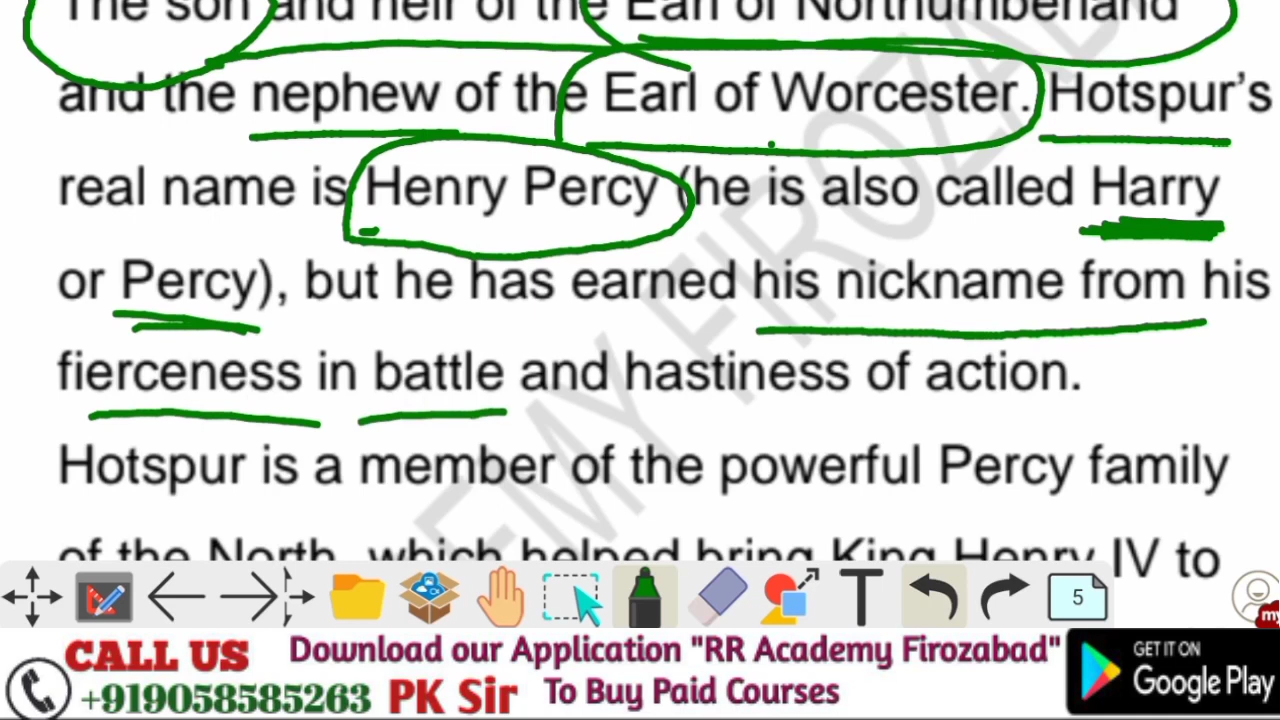 The son and heir of the Earl of Northumberland
and the nephew of the Earl of Worcester. Hotspur's
real name is Henry Percy (he is also called Harry
or Percy), but he has earned his nickname from his
fierceness in battle and hastiness of action.
Hotspur is a member of the powerful Percy family
of the North, which helped bring King Henry IV to
EMY FIROZAB
T
5
my
CALL US
+919058585263 PK Sir
Download our Application "RR Academy Firozabad"
To Buy Paid Courses
GET IT ON
Google Play